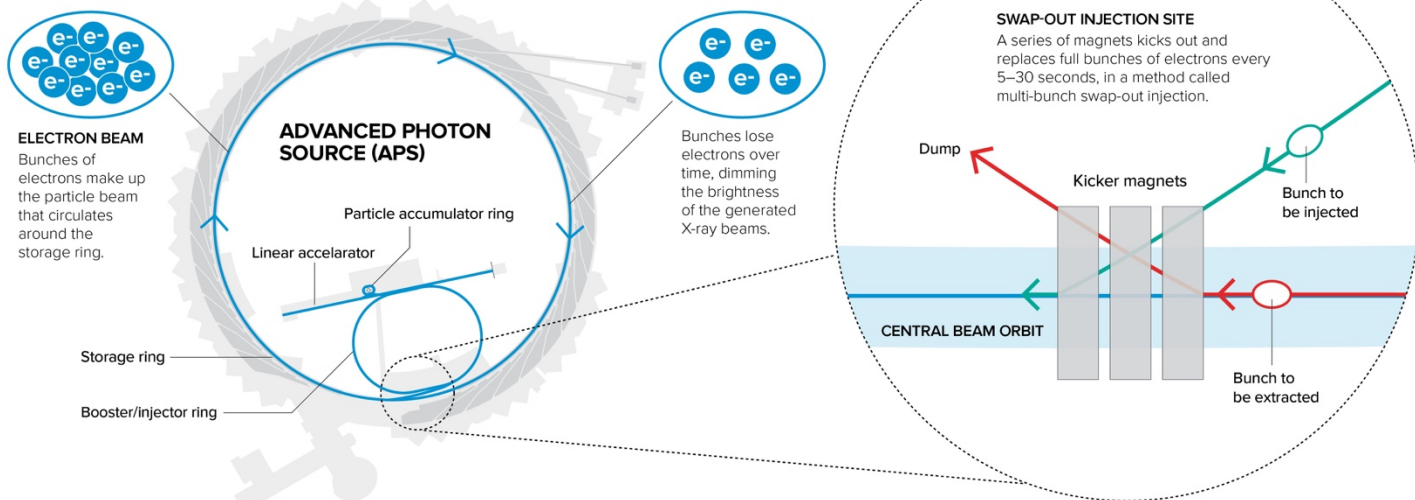 e- e-
e- e- e-
e- e- e-
e- e-
ELECTRON BEAM
Bunches of
electrons make up
the particle beam
that circulates
around the
storage ring.
ADVANCED PHOTON
SOURCE (APS)
Particle accumulator ring
Linear accelarator
Storage ring
Booster/injector ring
e- e-
e- e- e-
Bunches lose
electrons over
time, dimming
the brightness
of the generated
X-ray beams.
SWAP-OUT INJECTION SITE
A series of magnets kicks out and
replaces full bunches of electrons every
5–30 seconds, in a method called
multi-bunch swap-out injection.
Dump
Kicker magnets
Bunch to
be injected
CENTRAL BEAM ORBIT
Bunch to
be extracted